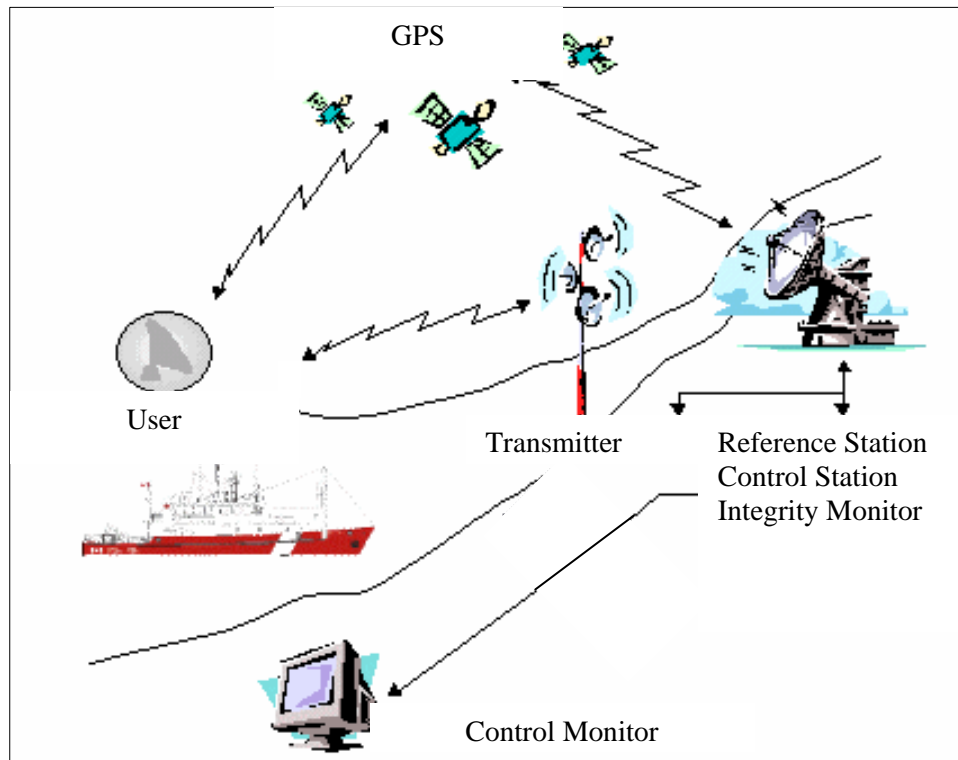 GPS
User
Transmitter
Reference Station
Control Station
Integrity Monitor
Control Monitor